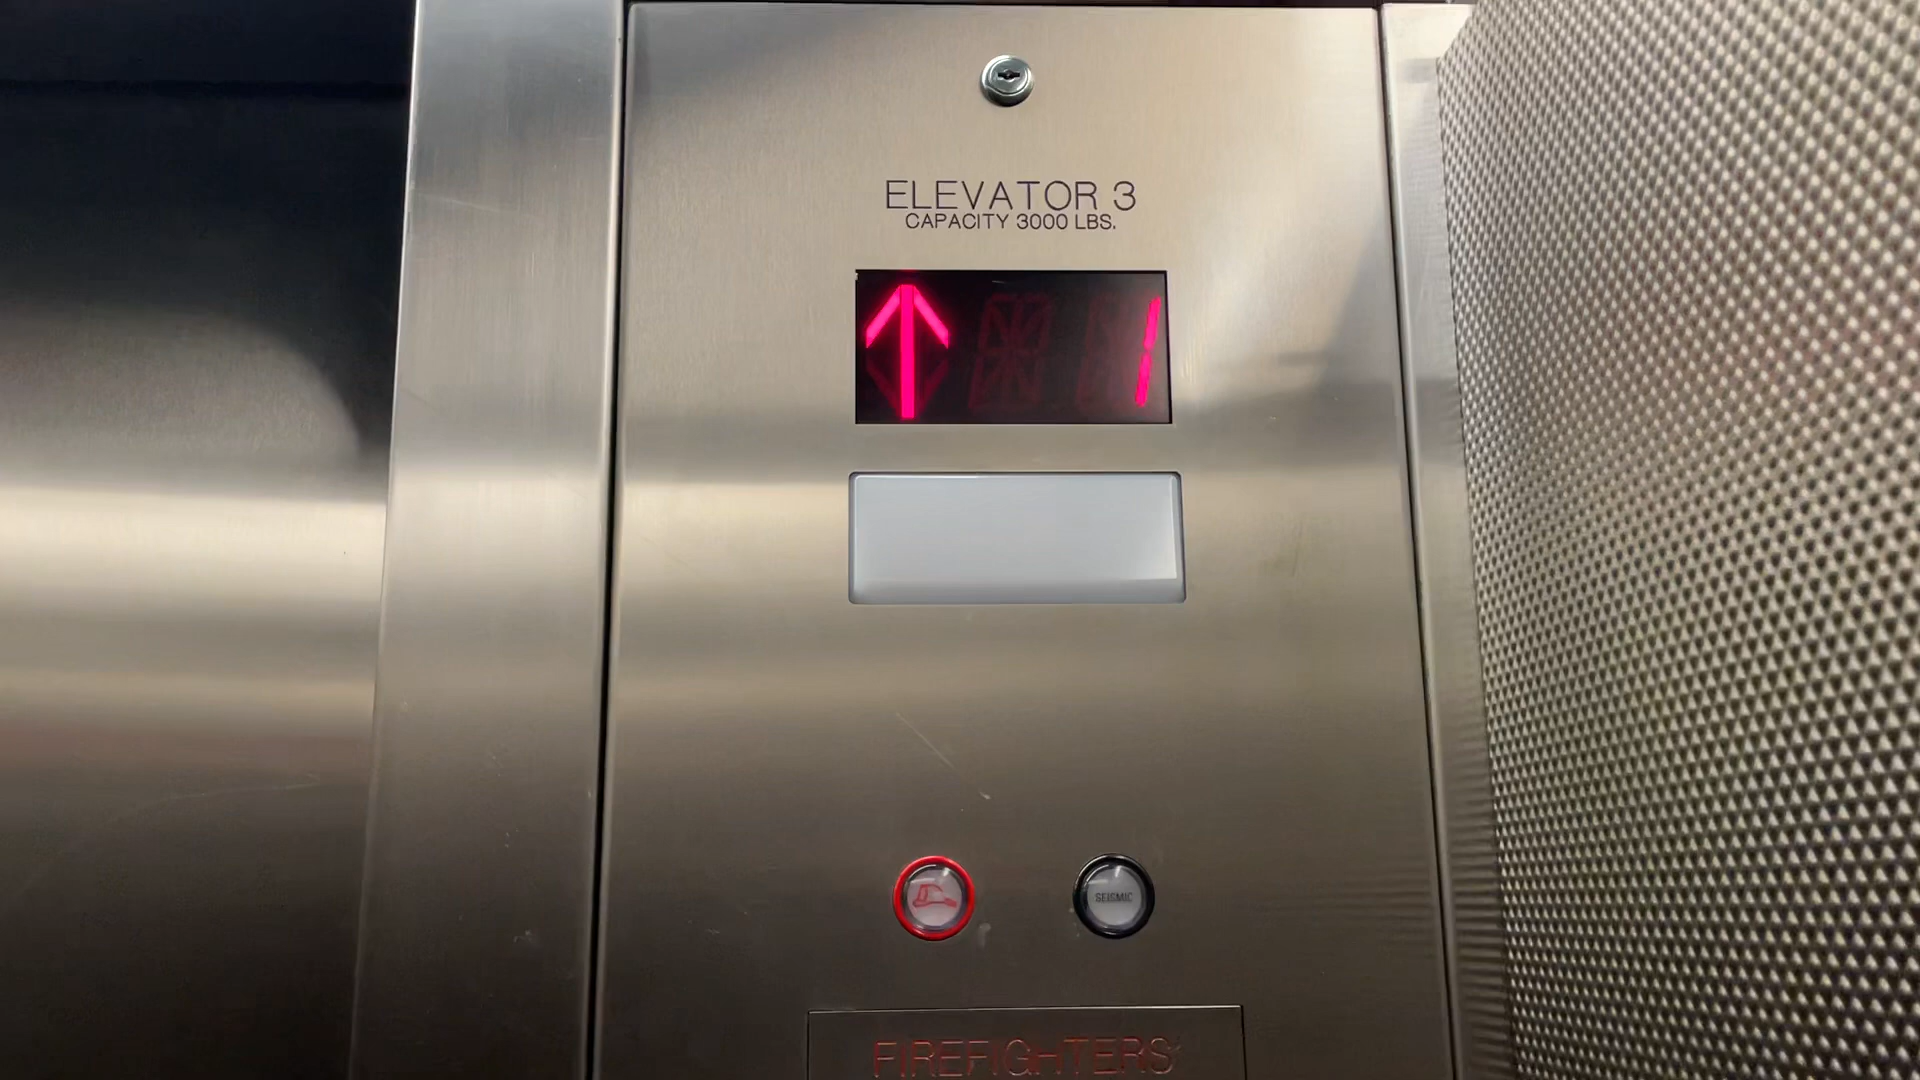 ELEVATOR 3
CAPACITY 3000 LBS.
1
SEISMIC
FIREFIGHTERS'